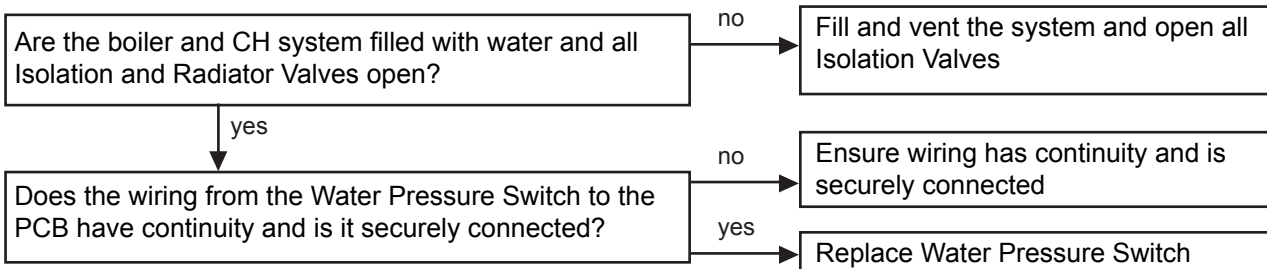 Are the boiler and CH system filled with water and all
Isolation and Radiator Valves open?
no
Fill and vent the system and open all
Isolation Valves
yes
Does the wiring from the Water Pressure Switch to the
PCB have continuity and is it securely connected?
no
Ensure wiring has continuity and is
securely connected
yes
Replace Water Pressure Switch